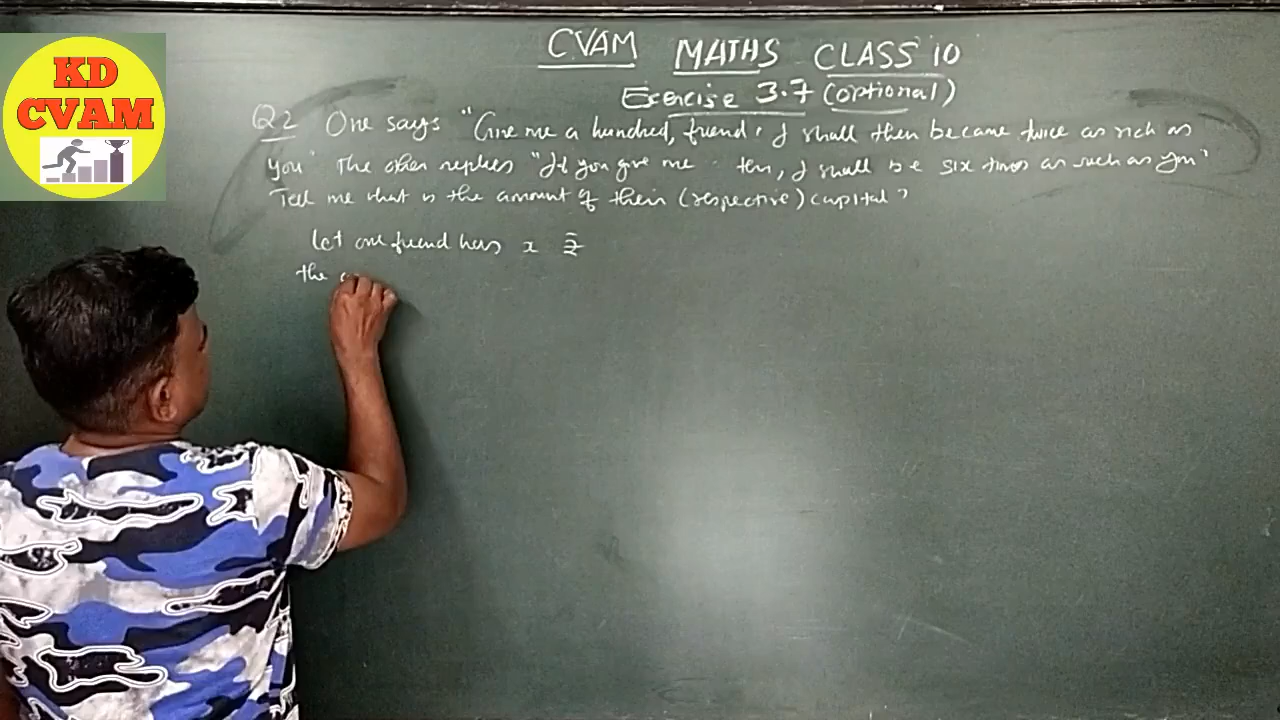 KD
CVAM
CVAM MATHS CLASS 10
Exercise 3.7 (optional)
Q2 One says "Give me a hundred, friend! I shall then became twice as rich as
you" The other replies "If you give me ten, I shall be six times as rich as you"
Tell me what is the amount of their (respective) capital?
Let one friend has x ₹
the